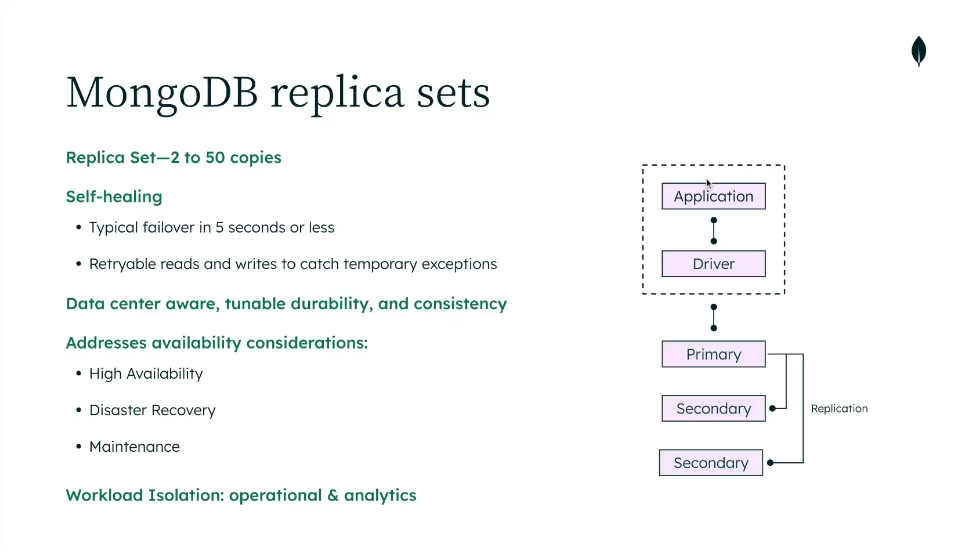 MongoDB replica sets
Replica Set—2 to 50 copies
Self-healing
• Typical failover in 5 seconds or less
• Retryable reads and writes to catch temporary exceptions
Data center aware, tunable durability, and consistency
Addresses availability considerations:
• High Availability
• Disaster Recovery
• Maintenance
Workload Isolation: operational & analytics
Application
Driver
Primary
Secondary
Replication
Secondary